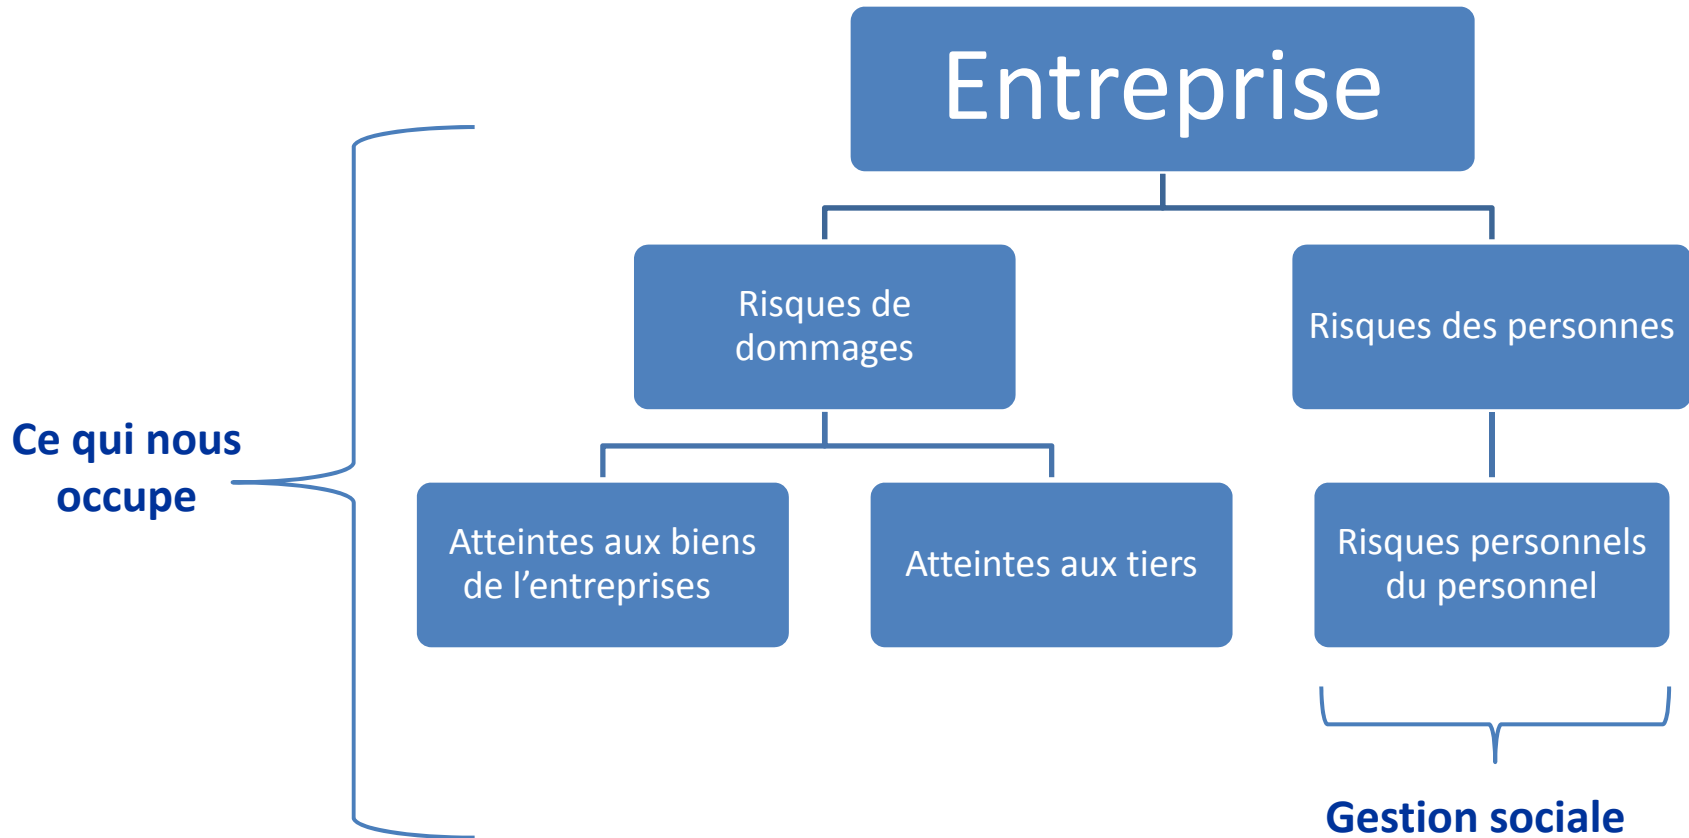 Entreprise
Risques de
dommages
Risques des personnes
Ce qui nous
occupe
Atteintes aux biens
de l’entreprises
Atteintes aux tiers
Risques personnels
du personnel
Gestion sociale